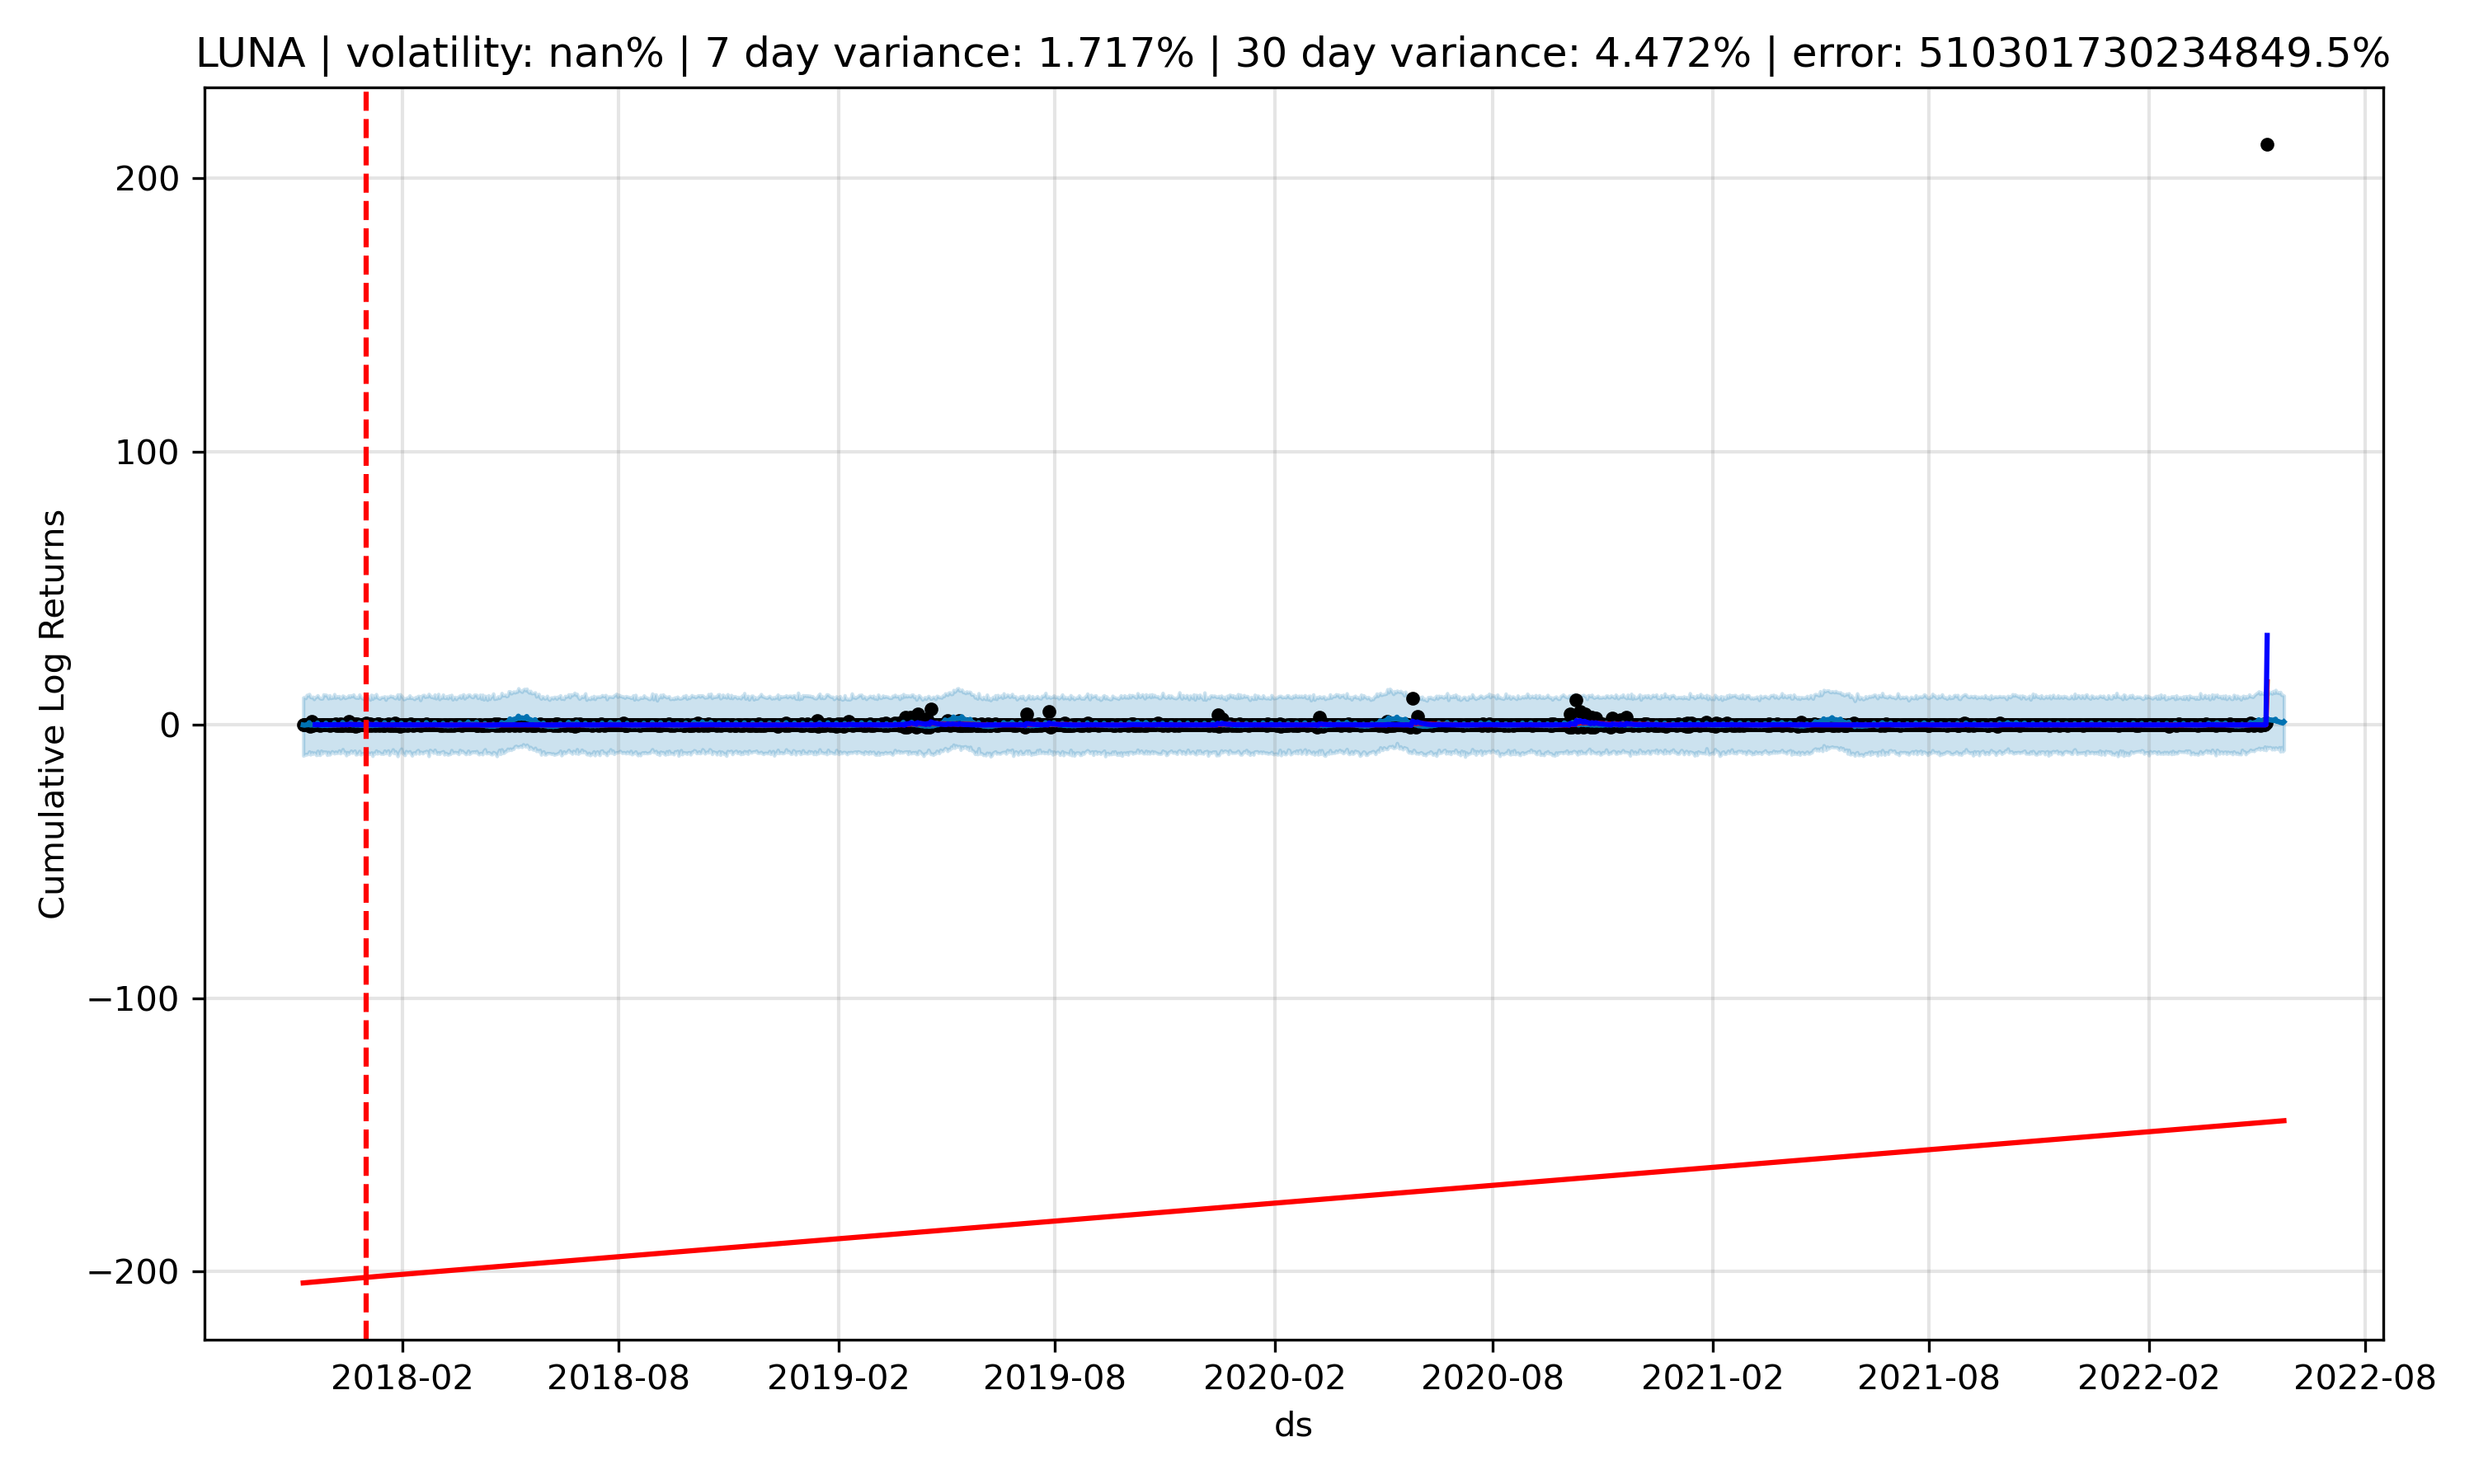 LUNA | volatility: nan% | 7 day variance: 1.717% | 30 day variance: 4.472% | error: 510301730234849.5%
200
100
0
−100
−200
Cumulative Log Returns
2018-02 2018-08 2019-02 2019-08 2020-02 2020-08 2021-02 2021-08 2022-02 2022-08
ds